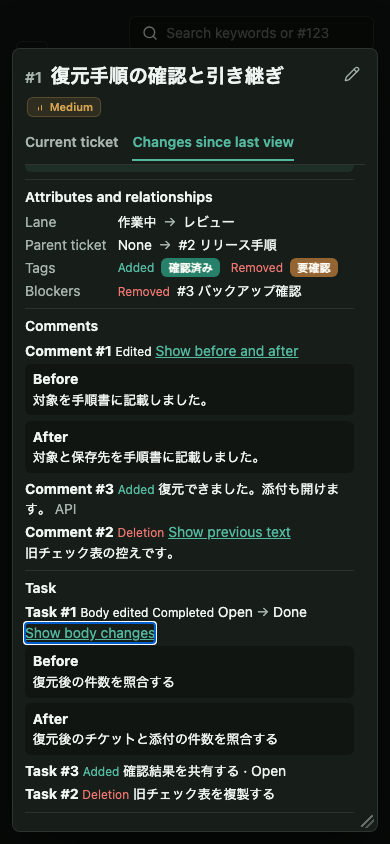 Search keywords or #123
#1 復元手順の確認と引き継ぎ
Medium
Current ticket Changes since last view
Attributes and relationships
Lane 作業中 → レビュー
Parent ticket None → #2 リリース手順
Tags Added 確認済み Removed 要確認
Blockers Removed #3 バックアップ確認
Comments
Comment #1 Edited Show before and after
Before
対象を手順書に記載しました。
After
対象と保存先を手順書に記載しました。
Comment #3 Added 復元できました。添付も開けま
す。 API
Comment #2 Deletion Show previous text
旧チェック表の控えです。
Task
Task #1 Body edited Completed Open → Done
Show body changes
Before
復元後の件数を照合する
After
復元後のチケットと添付の件数を照合する
Task #3 Added 確認結果を共有する · Open
Task #2 Deletion 旧チェック表を複製する